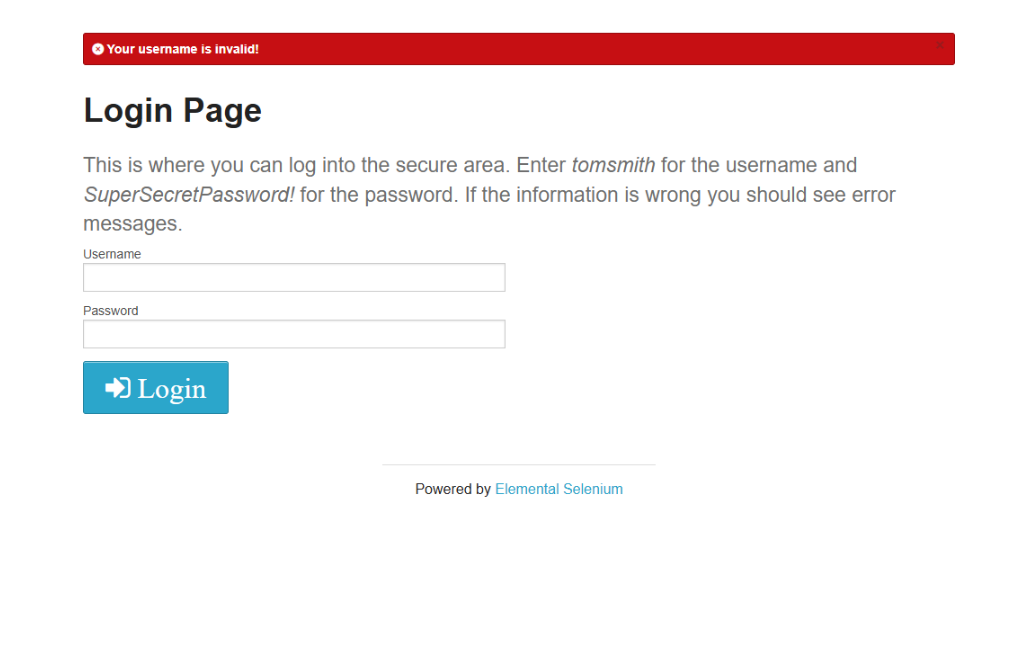 Your username is invalid!
Login Page
This is where you can log into the secure area. Enter tomsmith for the username and
SuperSecretPassword! for the password. If the information is wrong you should see error
messages.
Username
Password
Login
Powered by Elemental Selenium